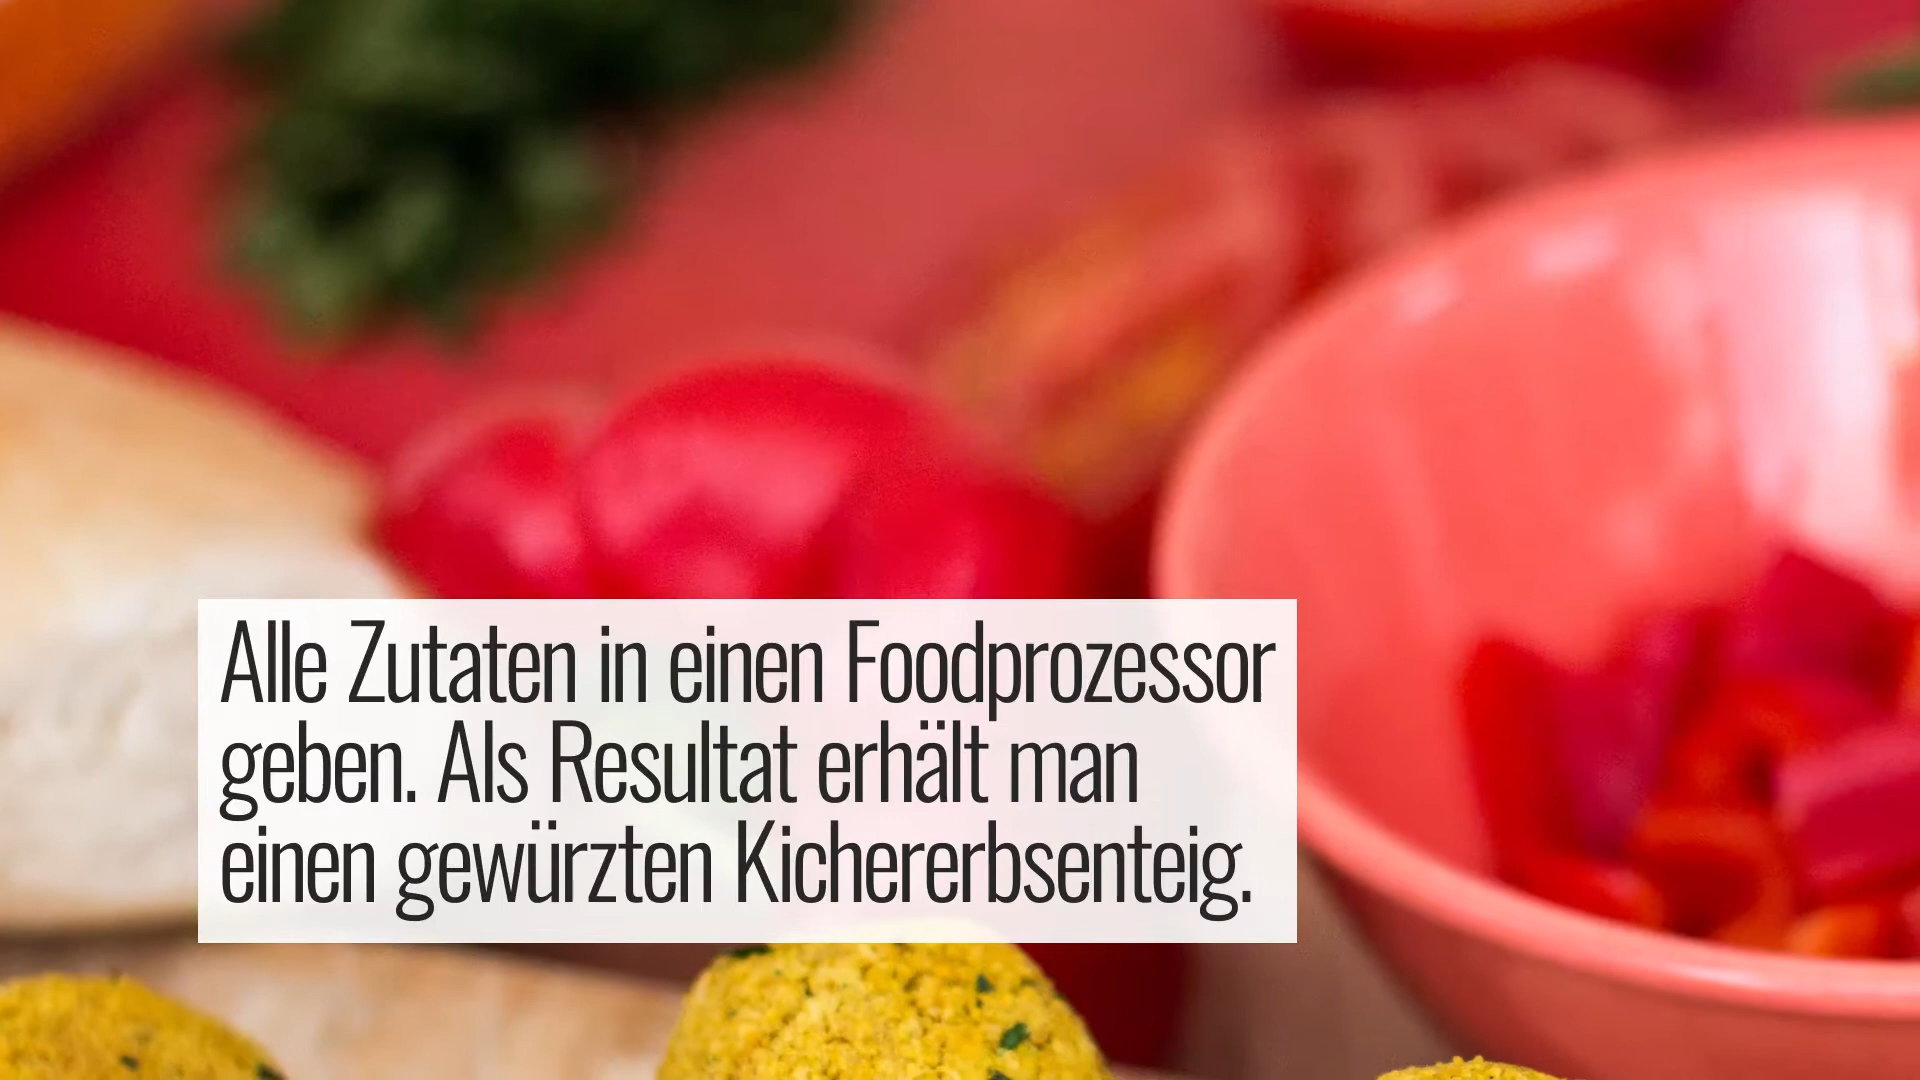 Alle Zutaten in einen Foodprozessor
geben. Als Resultat erhält man
einen gewürzten Kichererbsenteig.